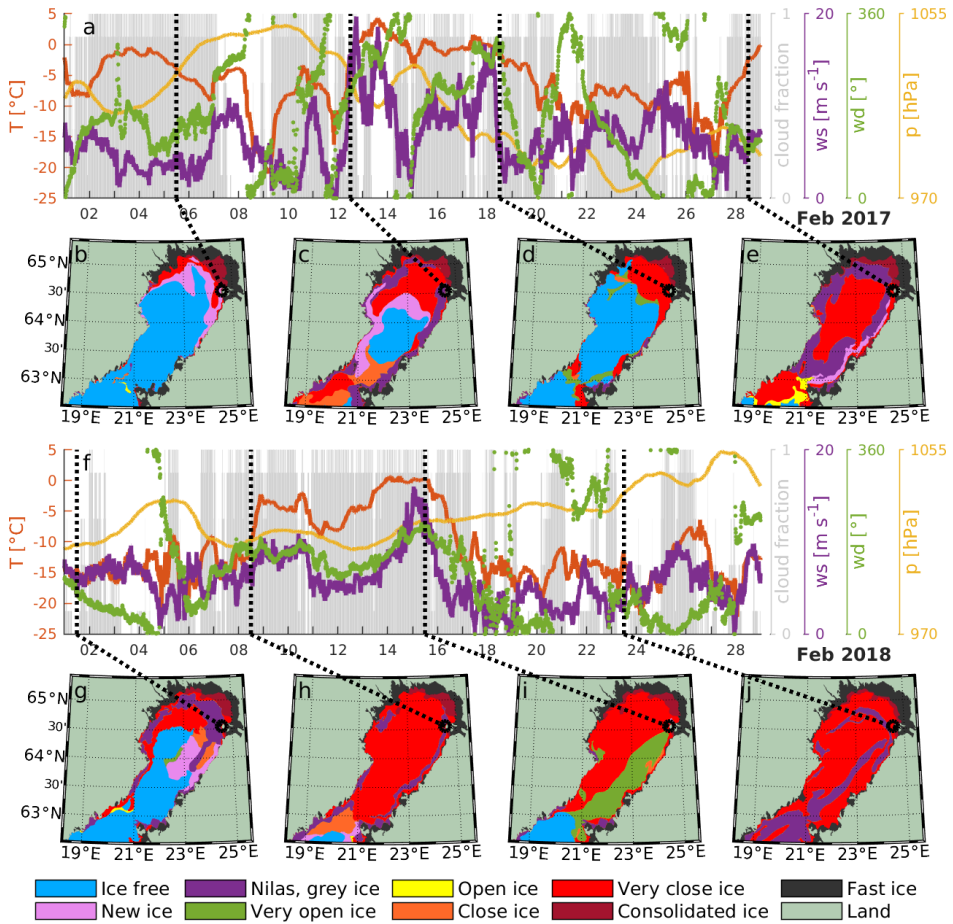 a
5
0
-5
-10
-15
-20
-25
T [°C]
02 04 06 08 10 12 14 16 18 20 22 24 26 28
Feb 2017
1
0
cloud fraction
20
0
ws [m s-1]
360
0
wd [°]
1055
970
p [hPa]
b
c
d
e
65°N
30'
64°N
30'
63°N
19°E 21°E 23°E 25°E
19°E 21°E 23°E 25°E
19°E 21°E 23°E 25°E
19°E 21°E 23°E 25°E
f
5
0
-5
-10
-15
-20
-25
T [°C]
02 04 06 08 10 12 14 16 18 20 22 24 26 28
Feb 2018
1
0
cloud fraction
20
0
ws [m s-1]
360
0
wd [°]
1055
970
p [hPa]
g
h
i
j
65°N
30'
64°N
30'
63°N
19°E 21°E 23°E 25°E
19°E 21°E 23°E 25°E
19°E 21°E 23°E 25°E
19°E 21°E 23°E 25°E
Ice free Nilas, grey ice Open ice Very close ice Fast ice
New ice Very open ice Close ice Consolidated ice Land